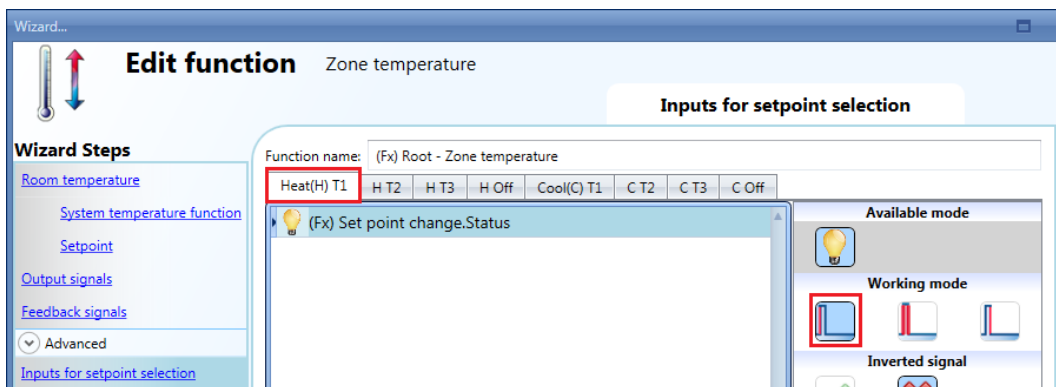 Wizard...
Edit function Zone temperature
Inputs for setpoint selection
Wizard Steps
Room temperature
System temperature function
Setpoint
Output signals
Feedback signals
Advanced
Inputs for setpoint selection
Function name: (Fx) Root - Zone temperature
Heat(H) T1 H T2 H T3 H Off Cool(C) T1 C T2 C T3 C Off
(Fx) Set point change.Status
Available mode
Working mode
Inverted signal